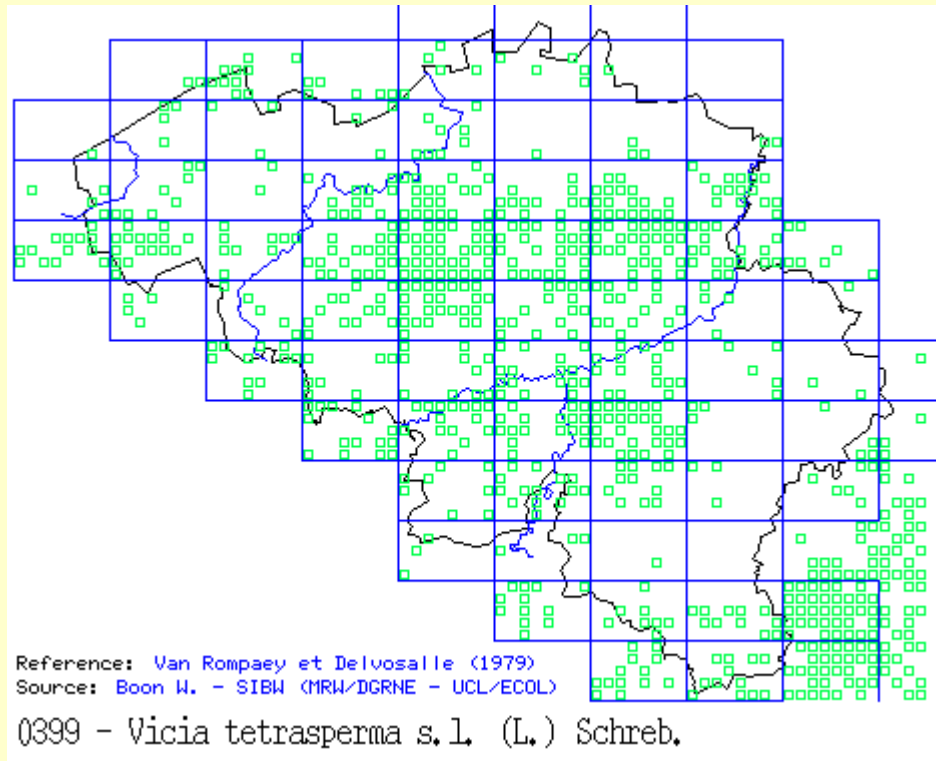 Reference: Van Rompaey et Delvosalle (1979)
Source: Boon W. - SIBW (MRW/DGRNE - UCL/ECOL)
0399 - Vicia tetrasperma s.l. (L.) Schreb.